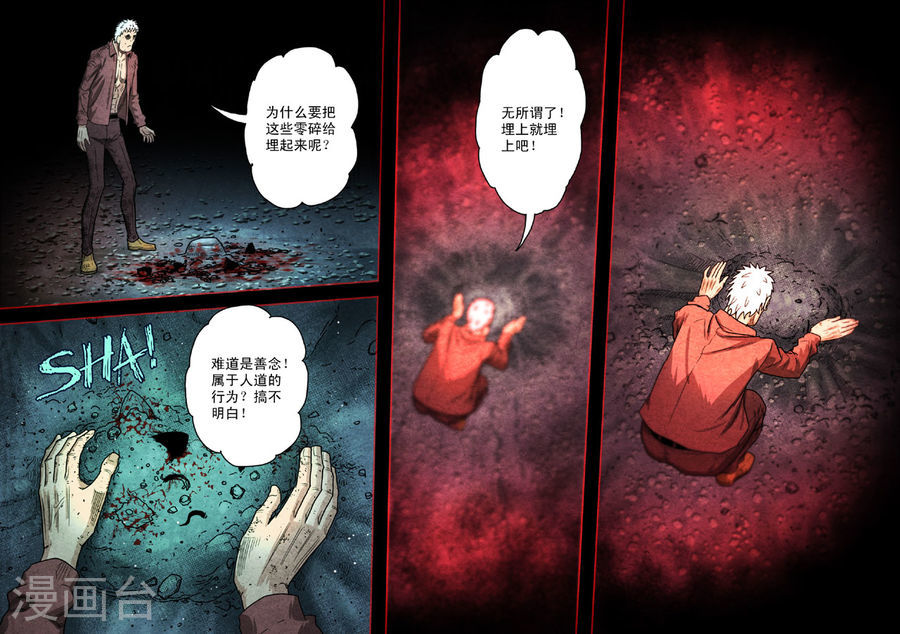 为什么要把
这些零碎给
埋起来呢？
SHA!
难道是善念！
属于人道的
行为？搞不
明白！
无所谓了！
埋上就埋
上吧！
漫画台